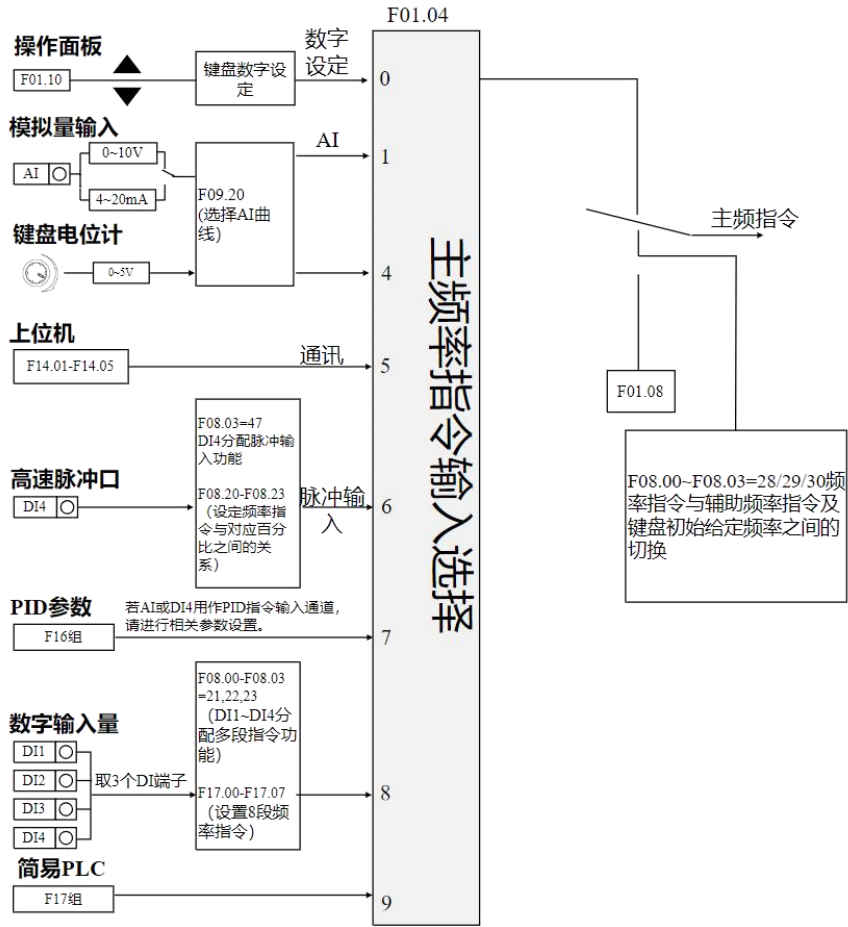 F01.04
操作面板
F01.10
键盘数字设
定
数字
设定
0
模拟量输入
AI
0~10V
4~20mA
F09.20
(选择AI曲
线）
AI
1
键盘电位计
0~5V
4
上位机
F14.01-F14.05
通讯
5
高速脉冲口
DI4
F08.03=47
DI4分配脉冲输
入功能
F08.20-F08.23
（设定频率指
令与对应百分
比之间的关
系）
脉冲输
入
6
PID参数
F16组
若AI或DI4用作PID指令输入通道，
请进行相关参数设置。
7
数字输入量
DI1
DI2
DI3
DI4
取3个DI端子
F08.00-F08.03
=21,22,23
（DI1~DI4分
配多段指令功
能）
F17.00-F17.07
（设置8段频
率指令）
8
简易PLC
F17组
9
主频率指令输入选择
主频指令
F01.08
F08.00~F08.03=28/29/30频
率指令与辅助频率指令及
键盘初始给定频率之间的
切换